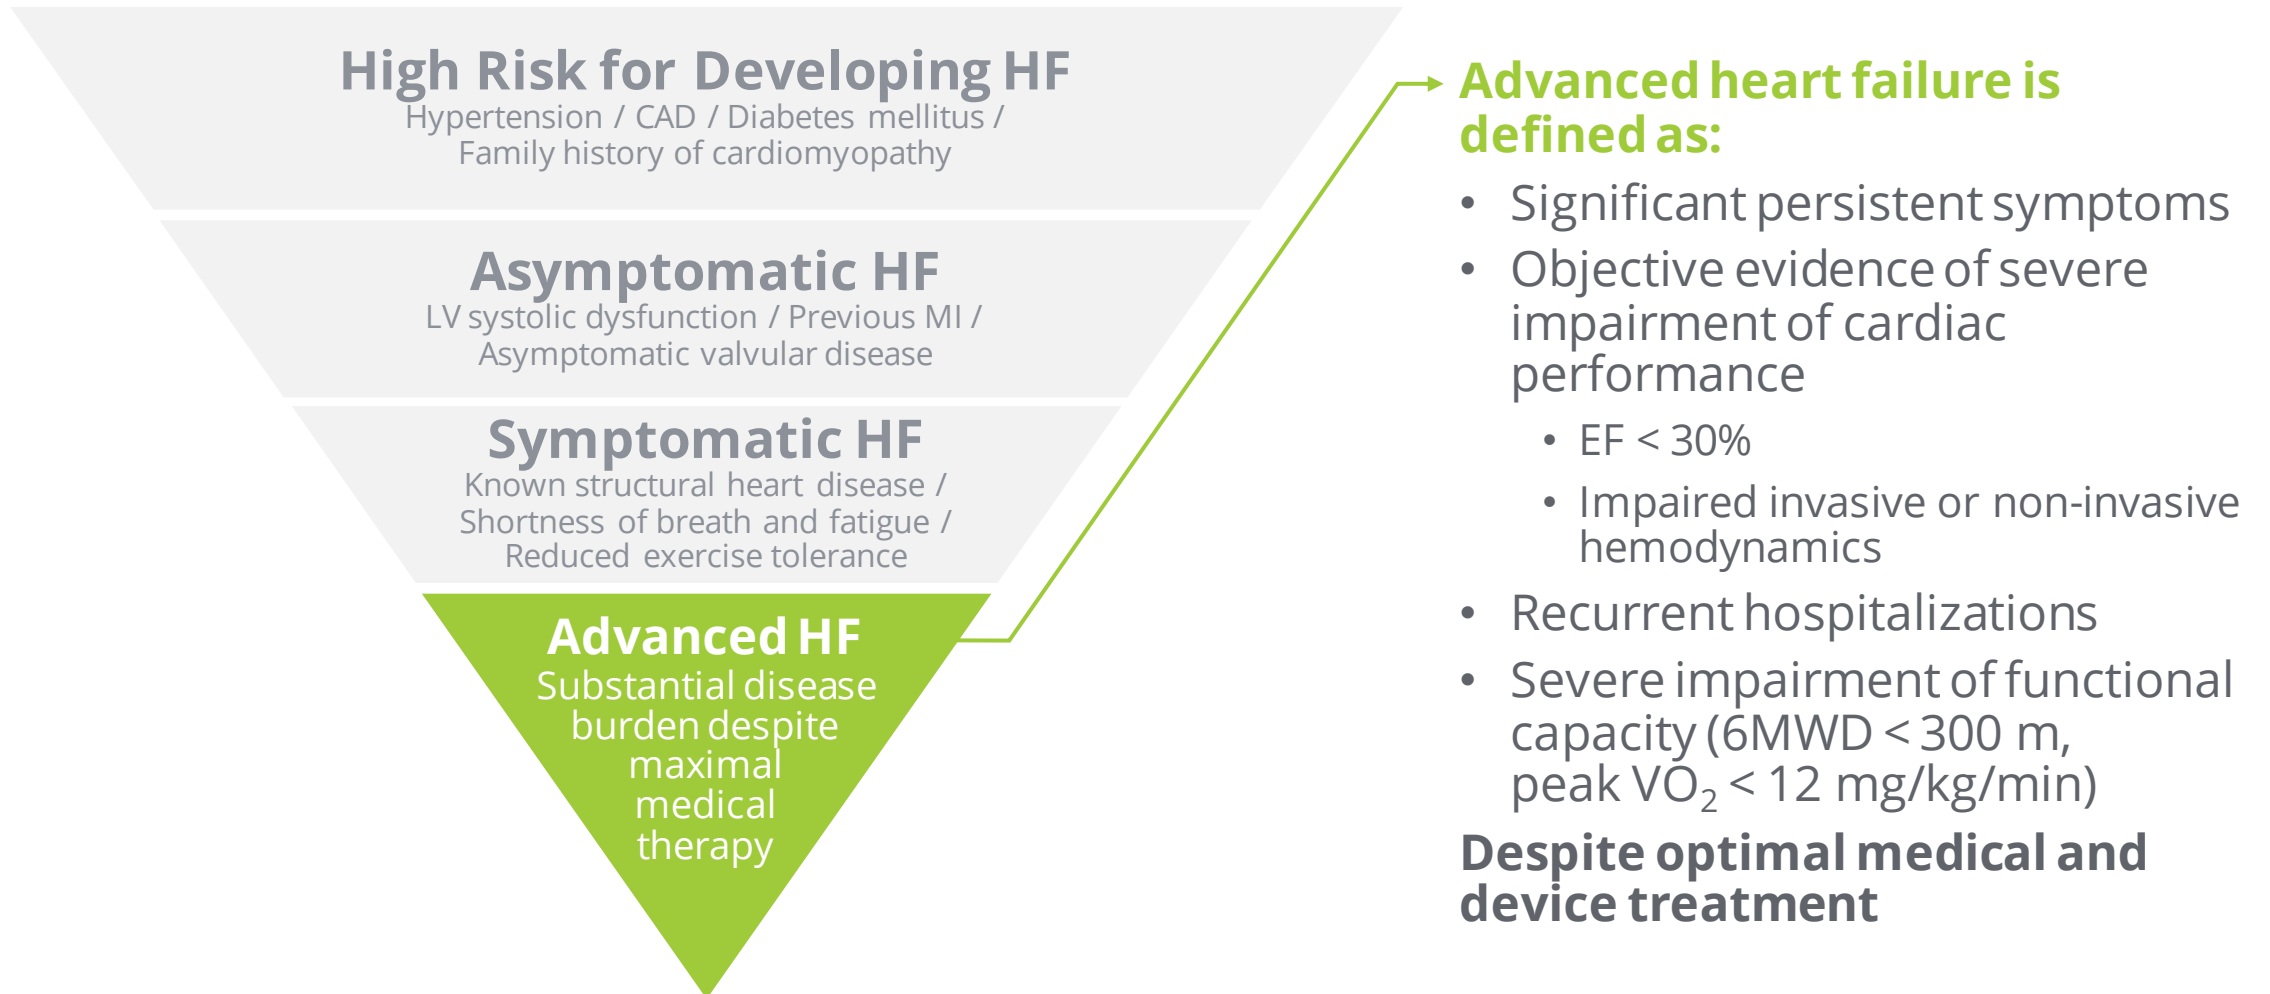 High Risk for Developing HF
Hypertension / CAD / Diabetes mellitus /
Family history of cardiomyopathy
Asymptomatic HF
LV systolic dysfunction / Previous MI /
Asymptomatic valvular disease
Symptomatic HF
Known structural heart disease /
Shortness of breath and fatigue /
Reduced exercise tolerance
Advanced HF
Substantial disease
burden despite
maximal
medical
therapy
Advanced heart failure is
defined as:
• Significant persistent symptoms
• Objective evidence of severe
impairment of cardiac
performance
• EF < 30%
• Impaired invasive or non-invasive
hemodynamics
• Recurrent hospitalizations
• Severe impairment of functional
capacity (6MWD < 300 m,
peak VO₂ < 12 mg/kg/min)
Despite optimal medical and
device treatment